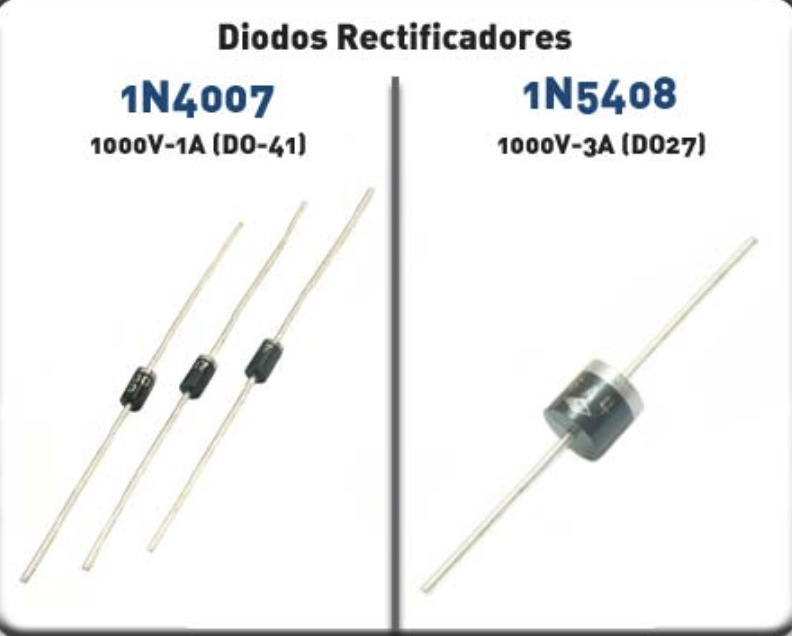 Diodos Rectificadores
1N4007
1000V-1A (DO-41)
1N5408
1000V-3A (DO27)